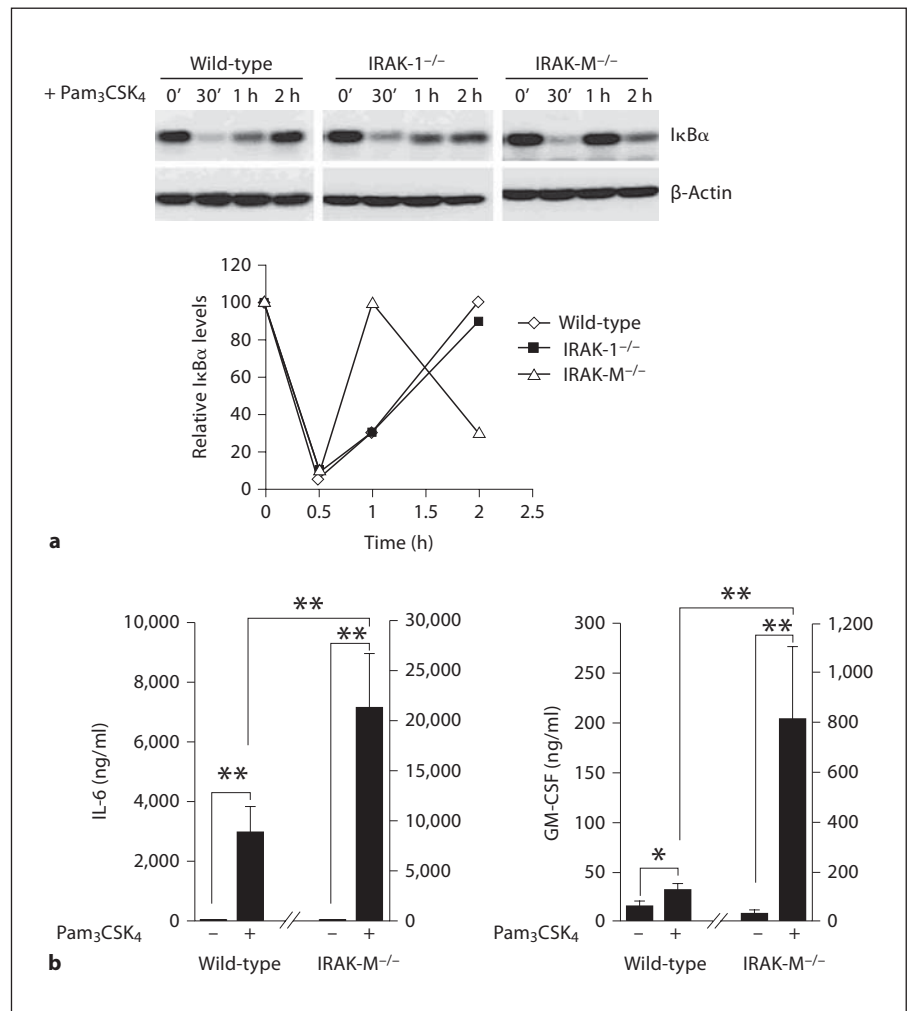 Wild-type IRAK-1⁻/⁻ IRAK-M⁻/⁻
+ Pam₃CSK₄ 0′ 30′ 1 h 2 h 0′ 30′ 1 h 2 h 0′ 30′ 1 h 2 h
IκBα
β-Actin
120
100
80
60
40
20
0
Relative IκBα levels
0 0.5 1 1.5 2 2.5
Time (h)
Wild-type
IRAK-1⁻/⁻
IRAK-M⁻/⁻
a
10,000
8,000
6,000
4,000
2,000
0
IL-6 (ng/ml)
**
**
**
30,000
25,000
20,000
15,000
10,000
5,000
0
Pam₃CSK₄ – + – +
Wild-type IRAK-M⁻/⁻
300
250
200
150
100
50
0
GM-CSF (ng/ml)
*
**
**
1,200
1,000
800
600
400
200
0
Pam₃CSK₄ – + – +
Wild-type IRAK-M⁻/⁻
b